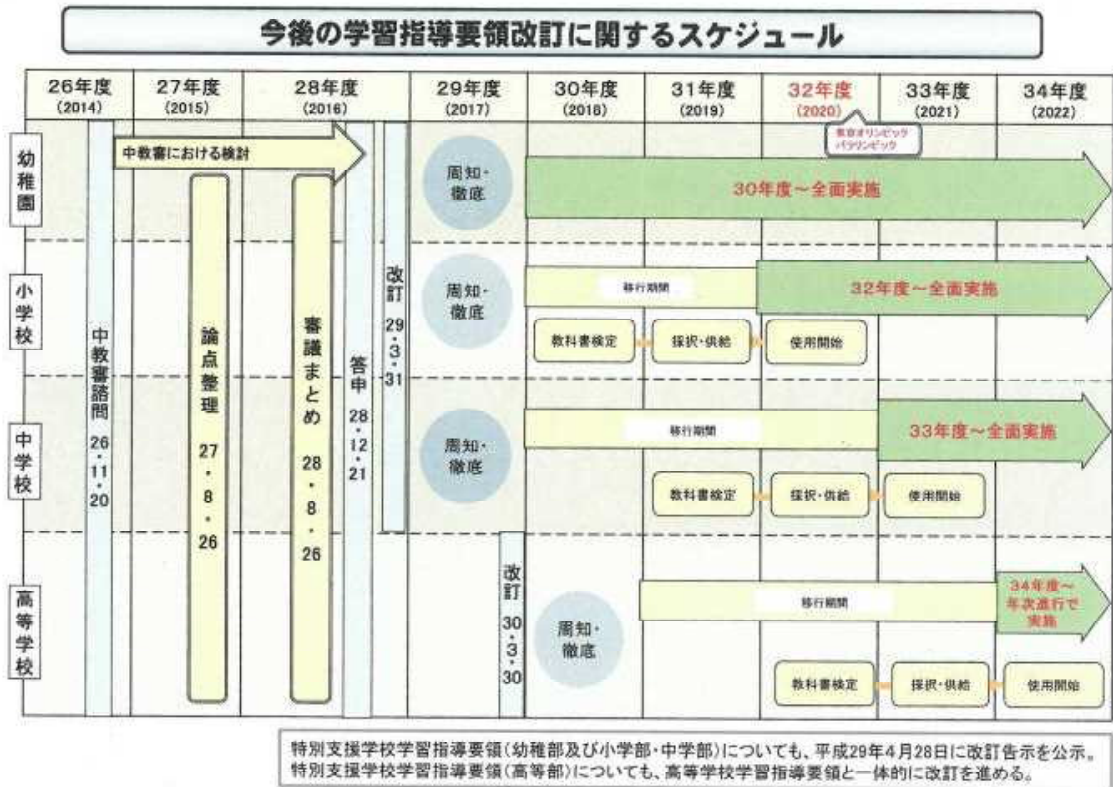 今後の学習指導要領改訂に関するスケジュール
26年度
(2014)
27年度
(2015)
28年度
(2016)
29年度
(2017)
30年度
(2018)
31年度
(2019)
32年度
(2020)
33年度
(2021)
34年度
(2022)
東京オリンピック
パラリンピック
幼稚園
中教審における検討
周知・
徹底
30年度～全面実施
小学校
周知・
徹底
移行期間
32年度～全面実施
教科書検定
採択・供給
使用開始
中学校
周知・
徹底
移行期間
33年度～全面実施
教科書検定
採択・供給
使用開始
高等学校
周知・
徹底
移行期間
34年度～
年次進行で
実施
教科書検定
採択・供給
使用開始
中教審諮問 26・11・20
論点整理 27・8・26
審議まとめ 28・8・26
答申 28・12・21
改訂 29・3・31
改訂 30・3・30
特別支援学校学習指導要領(幼稚部及び小学部・中学部)についても、平成29年4月28日に改訂告示を公示。
特別支援学校学習指導要領(高等部)についても、高等学校学習指導要領と一体的に改訂を進める。